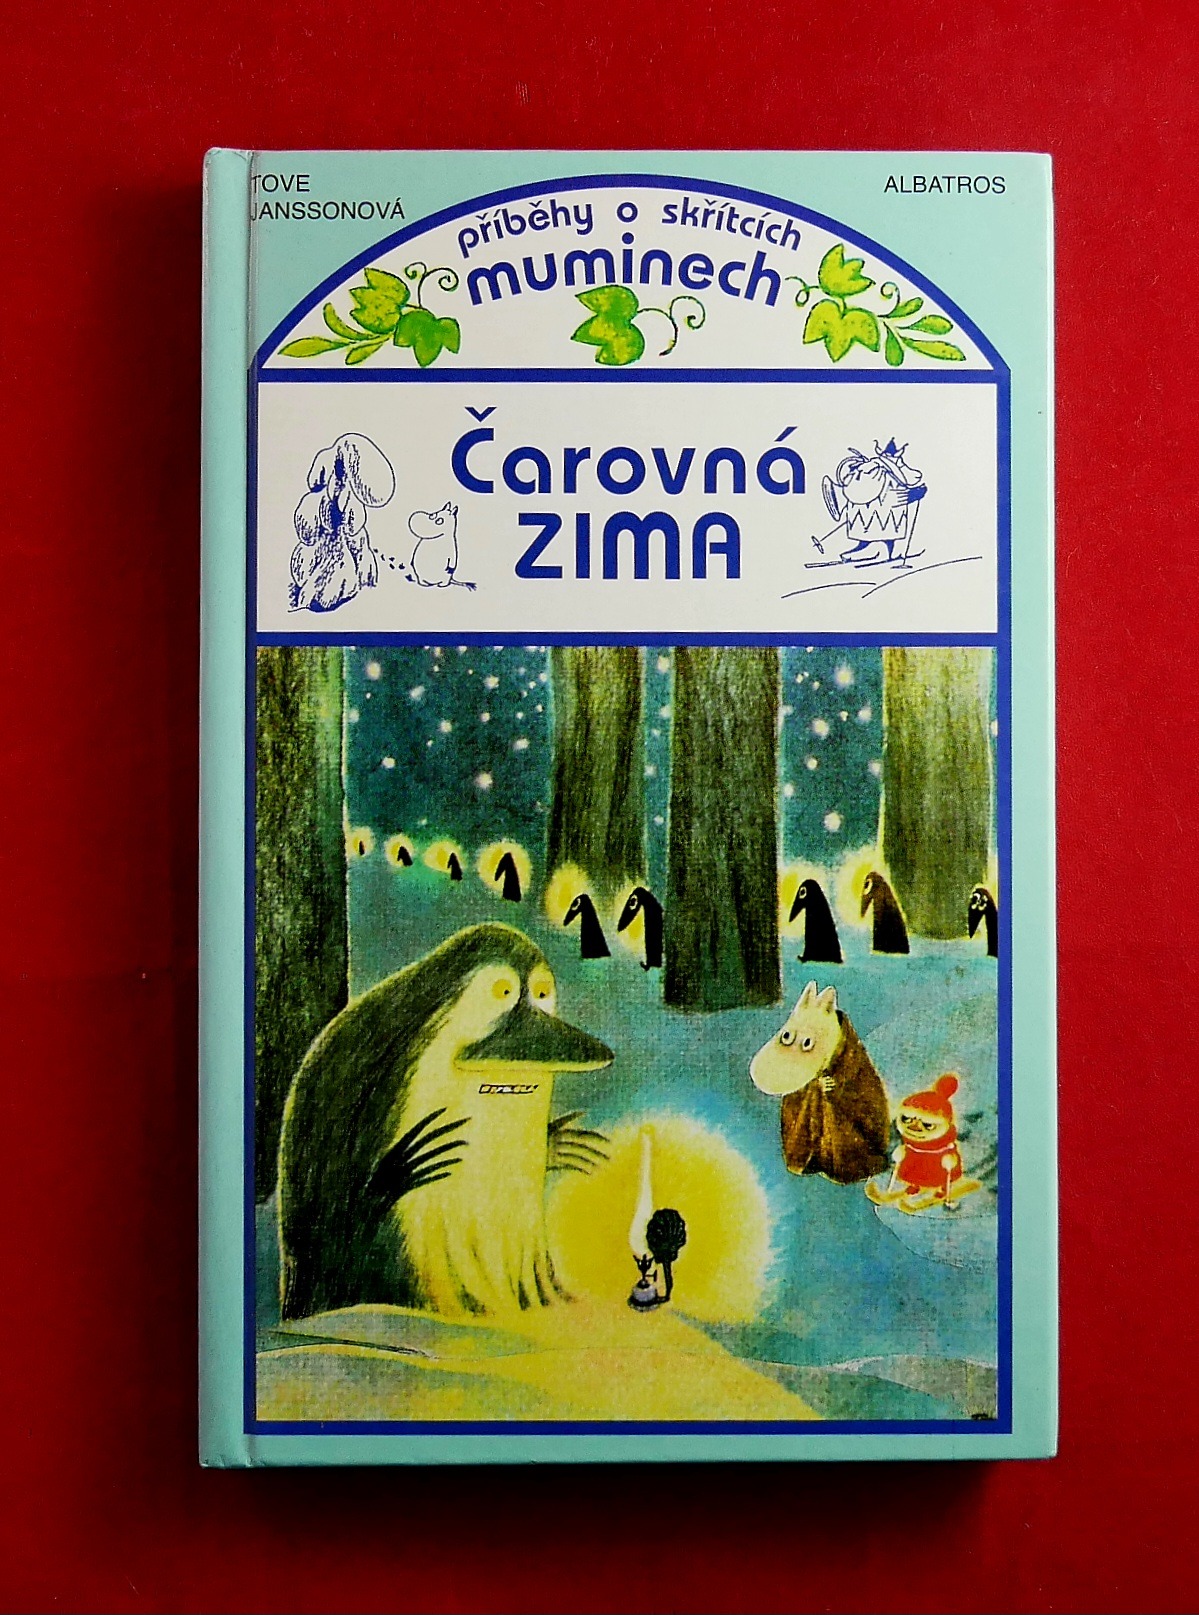 TOVE
JANSSONOVÁ
ALBATROS
příběhy o skřítcích
muminech
Čarovná
ZIMA